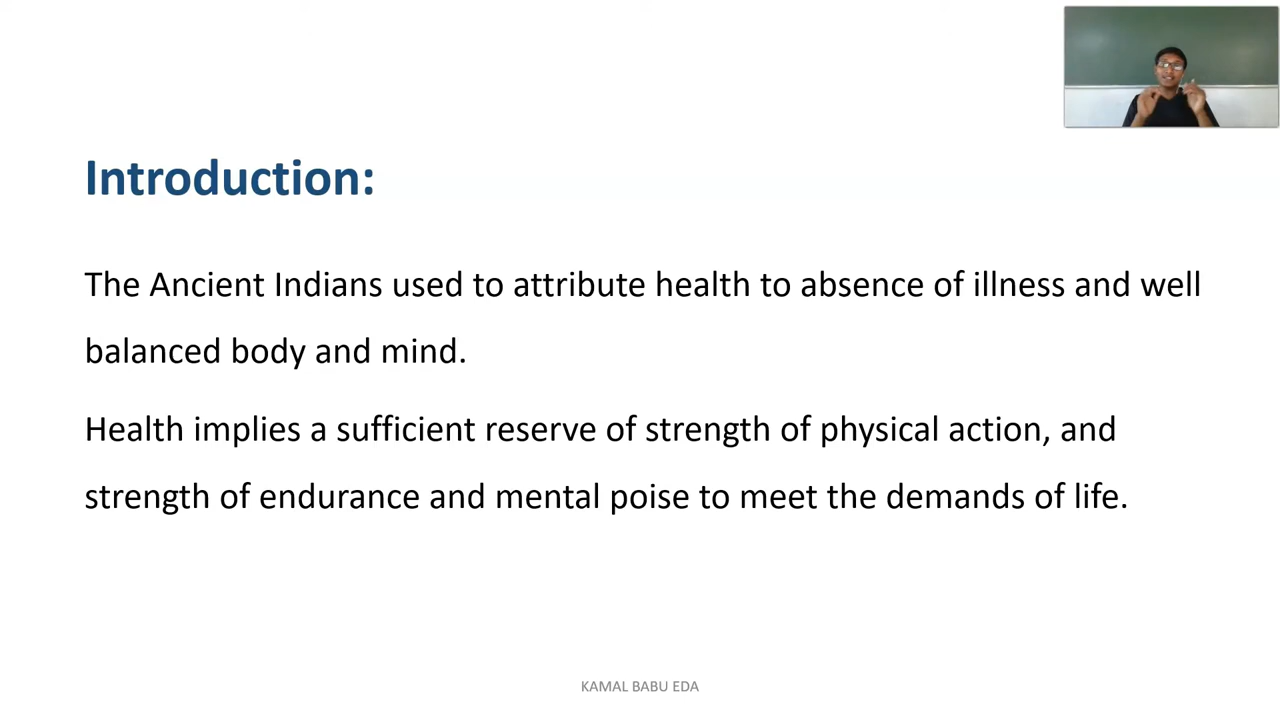 Introduction:
The Ancient Indians used to attribute health to absence of illness and well
balanced body and mind.
Health implies a sufficient reserve of strength of physical action, and
strength of endurance and mental poise to meet the demands of life.
KAMAL BABU EDA